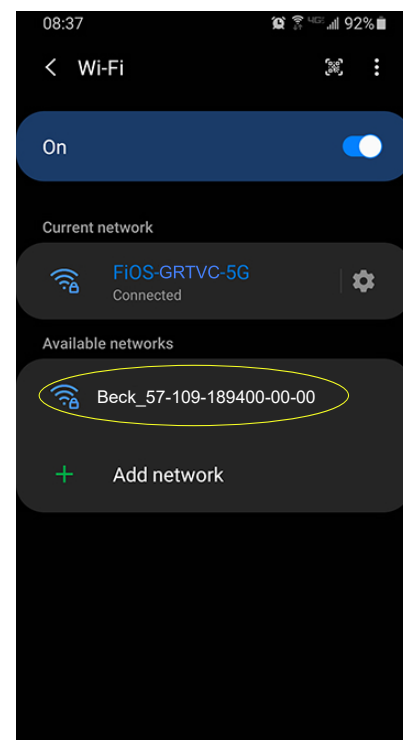 08:37 4GE 92%
Wi-Fi
On
Current network
FiOS-GRTVC-5G
Connected
Available networks
Beck_57-109-189400-00-00
Add network